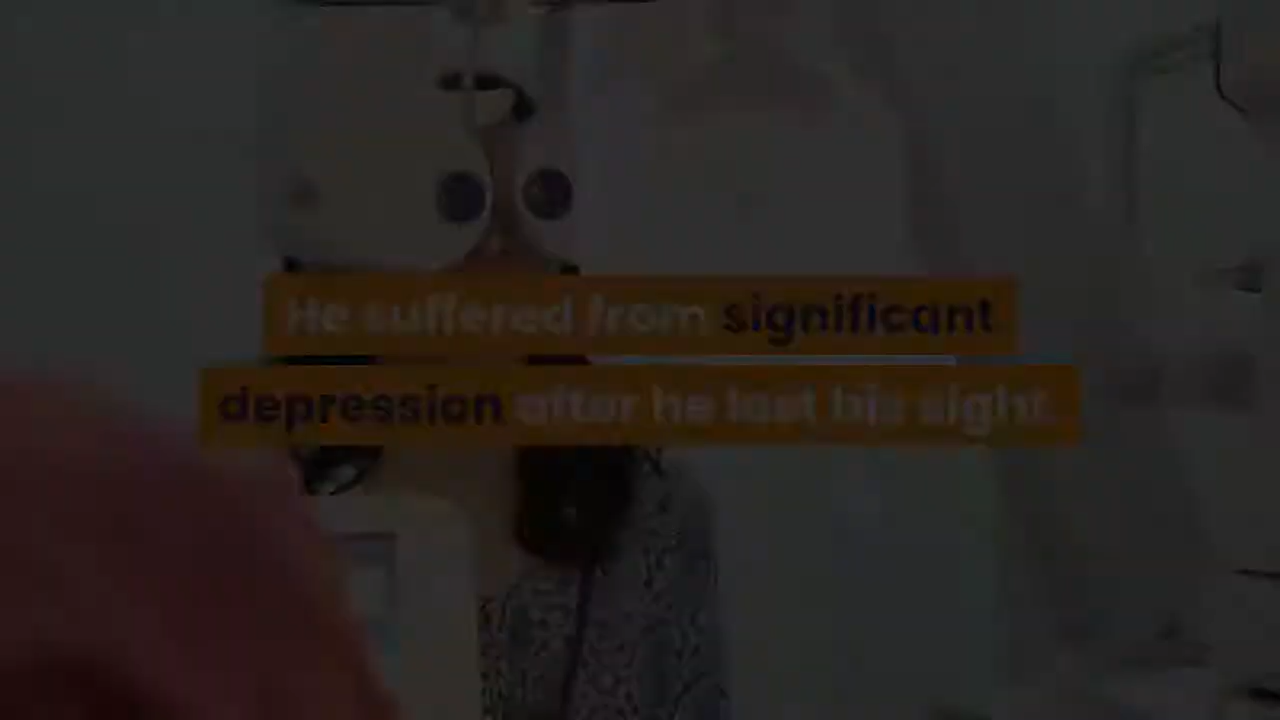 He suffered from significant
depression after he lost his sight.